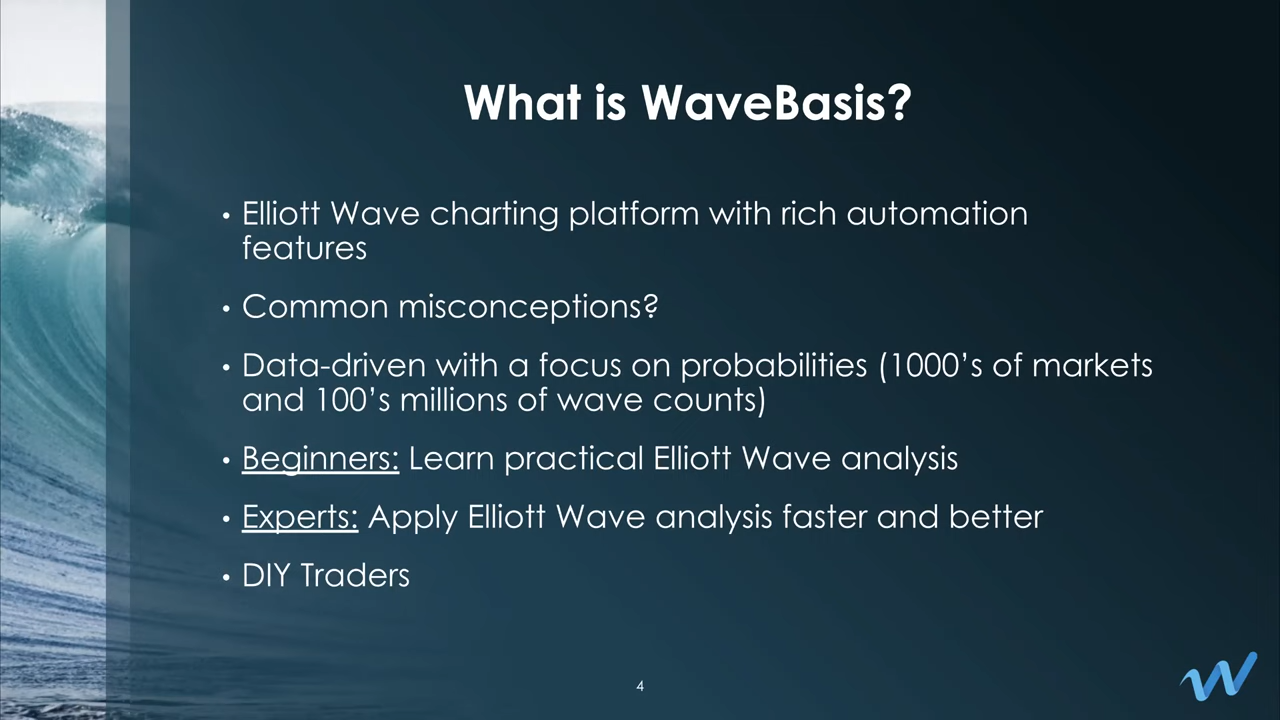 What is WaveBasis?
• Elliott Wave charting platform with rich automation
features
• Common misconceptions?
• Data-driven with a focus on probabilities (1000’s of markets
and 100’s millions of wave counts)
• Beginners: Learn practical Elliott Wave analysis
• Experts: Apply Elliott Wave analysis faster and better
• DIY Traders
4